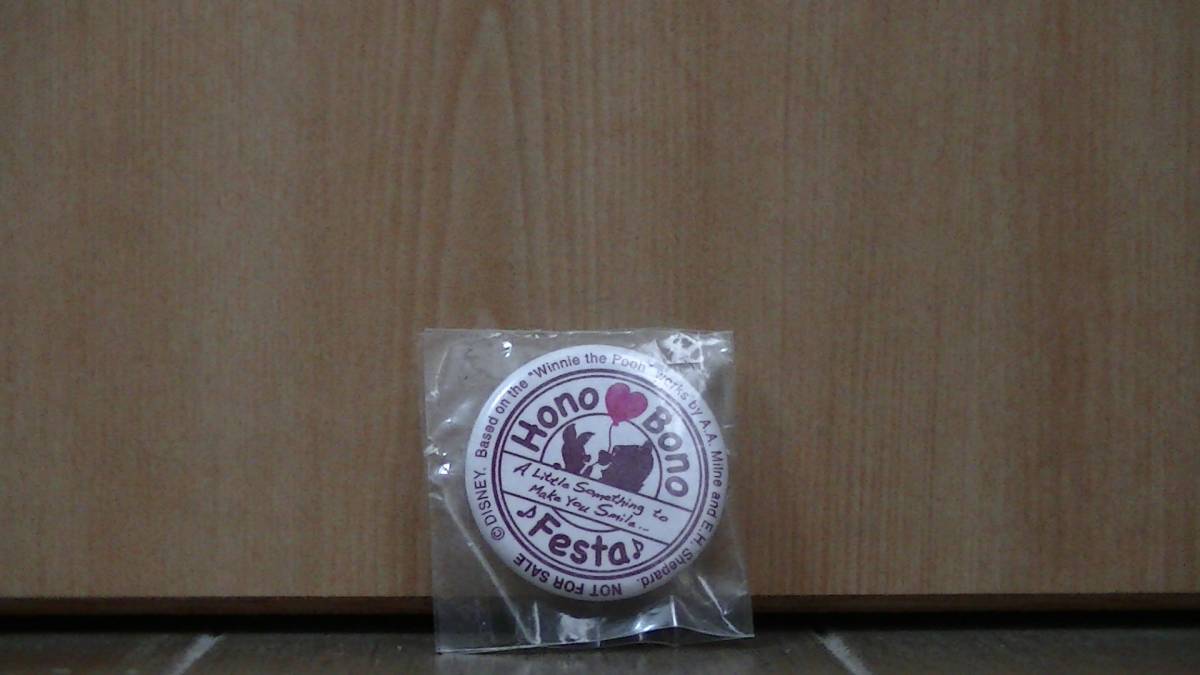 © DISNEY. Based on the "Winnie the Pooh" works by A.A. Milne and E.H. Shepard.
Hono Bono
A Little Something to
Make You Smile...
♪Festa♪
NOT FOR SALE